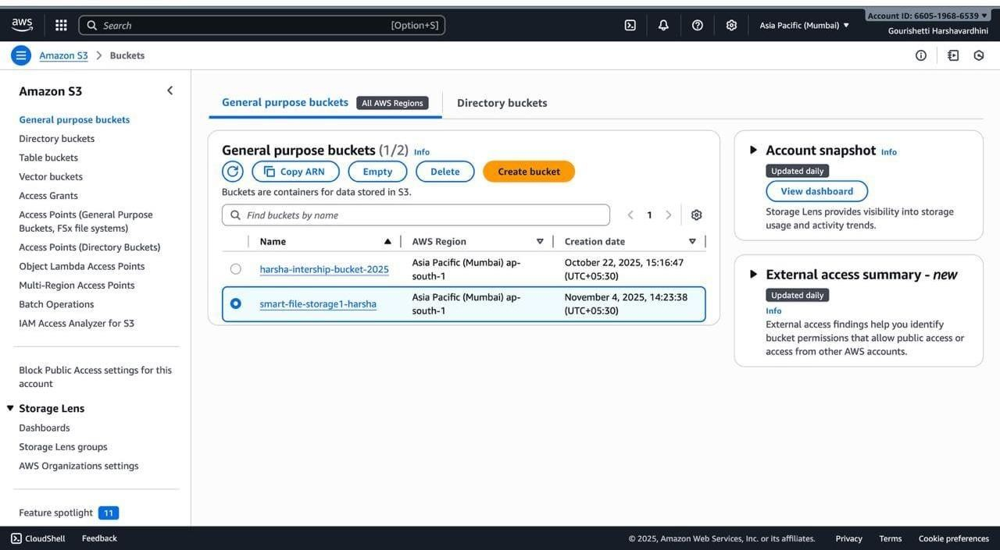 aws
Search
[Option+S]
Asia Pacific (Mumbai)
Account ID: 6605-1968-6539
Gourishetti Harshavardhini
Amazon S3
Buckets
Amazon S3
General purpose buckets
Directory buckets
Table buckets
Vector buckets
Access Grants
Access Points (General Purpose
Buckets, FSx file systems)
Access Points (Directory Buckets)
Object Lambda Access Points
Multi-Region Access Points
Batch Operations
IAM Access Analyzer for S3
Block Public Access settings for this
account
Storage Lens
Dashboards
Storage Lens groups
AWS Organizations settings
Feature spotlight 11
General purpose buckets All AWS Regions
Directory buckets
General purpose buckets (1/2) Info
Copy ARN
Empty
Delete
Create bucket
Buckets are containers for data stored in S3.
Find buckets by name
1
Name
AWS Region
Creation date
harsha-intership-bucket-2025
Asia Pacific (Mumbai) ap-
south-1
October 22, 2025, 15:16:47
(UTC+05:30)
smart-file-storage1-harsha
Asia Pacific (Mumbai) ap-
south-1
November 4, 2025, 14:23:38
(UTC+05:30)
Account snapshot Info
Updated daily
View dashboard
Storage Lens provides visibility into storage
usage and activity trends.
External access summary - new
Updated daily
Info
External access findings help you identify
bucket permissions that allow public access or
access from other AWS accounts.
CloudShell
Feedback
© 2025, Amazon Web Services, Inc. or its affiliates.
Privacy
Terms
Cookie preferences